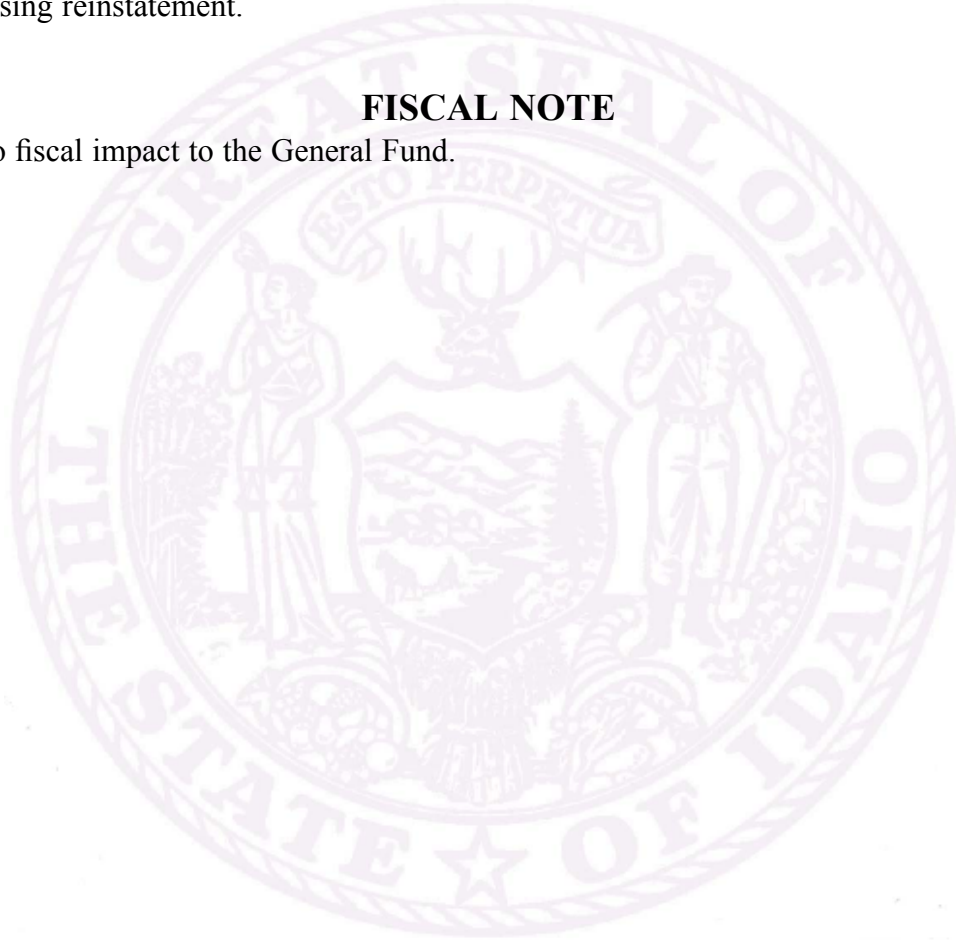 sing reinstatement.
FISCAL NOTE
o fiscal impact to the General Fund.
GREAT SEAL OF
ESTO PERPETUA
THE STATE OF IDAHO